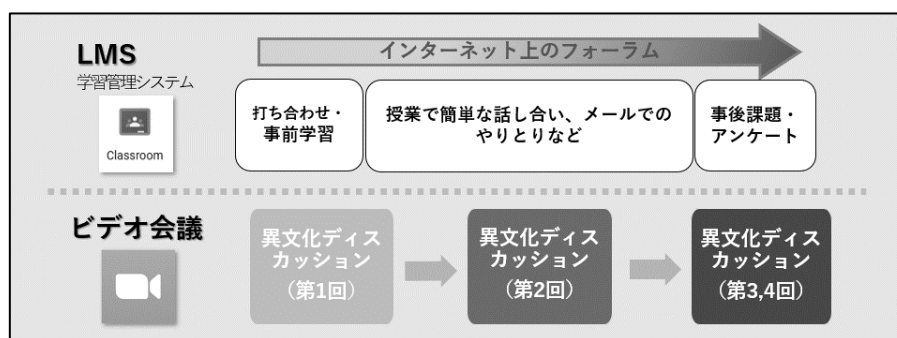 LMS
学習管理システム
Classroom
インターネット上のフォーラム
打ち合わせ・
事前学習
授業で簡単な話し合い、メールでの
やりとりなど
事後課題・
アンケート
ビデオ会議
異文化ディス
カッション
（第1回）
異文化ディス
カッション
（第2回）
異文化ディス
カッション
（第3,4回）